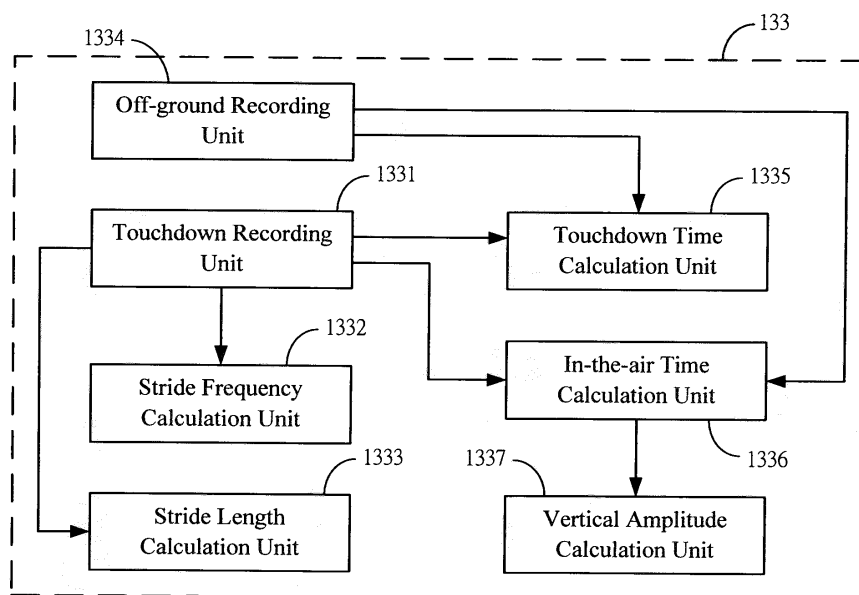 133
1334
Off-ground Recording
Unit
1331
Touchdown Recording
Unit
1335
Touchdown Time
Calculation Unit
1332
Stride Frequency
Calculation Unit
In-the-air Time
Calculation Unit
1336
1333
Stride Length
Calculation Unit
1337
Vertical Amplitude
Calculation Unit